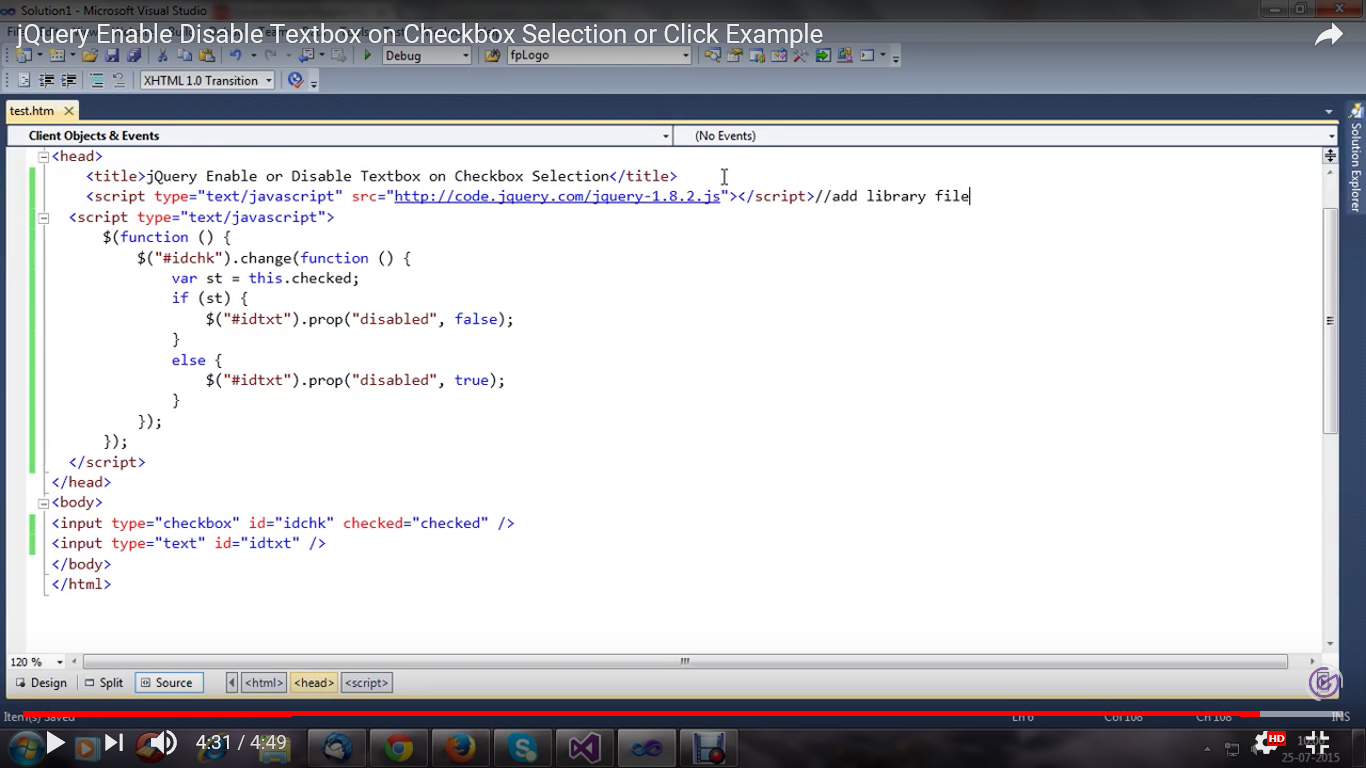 Solution1 - Microsoft Visual Studio
jQuery Enable Disable Textbox on Checkbox Selection or Click Example
Debug
fpLogo
XHTML 1.0 Transition
test.htm
Client Objects & Events
(No Events)
Solution Explorer
<head>
<title>jQuery Enable or Disable Textbox on Checkbox Selection</title>
<script type="text/javascript" src="http://code.jquery.com/jquery-1.8.2.js"></script>//add library file
<script type="text/javascript">
$(function () {
$("#idchk").change(function () {
var st = this.checked;
if (st) {
$("#idtxt").prop("disabled", false);
}
else {
$("#idtxt").prop("disabled", true);
}
});
});
</script>
</head>
<body>
<input type="checkbox" id="idchk" checked="checked" />
<input type="text" id="idtxt" />
</body>
</html>
120 %
Design
Split
Source
<html>
<head>
<script>
Item(s) Saved
Ln 6
Col 108
Ch 108
INS
4:31 / 4:49
HD
25-07-2015